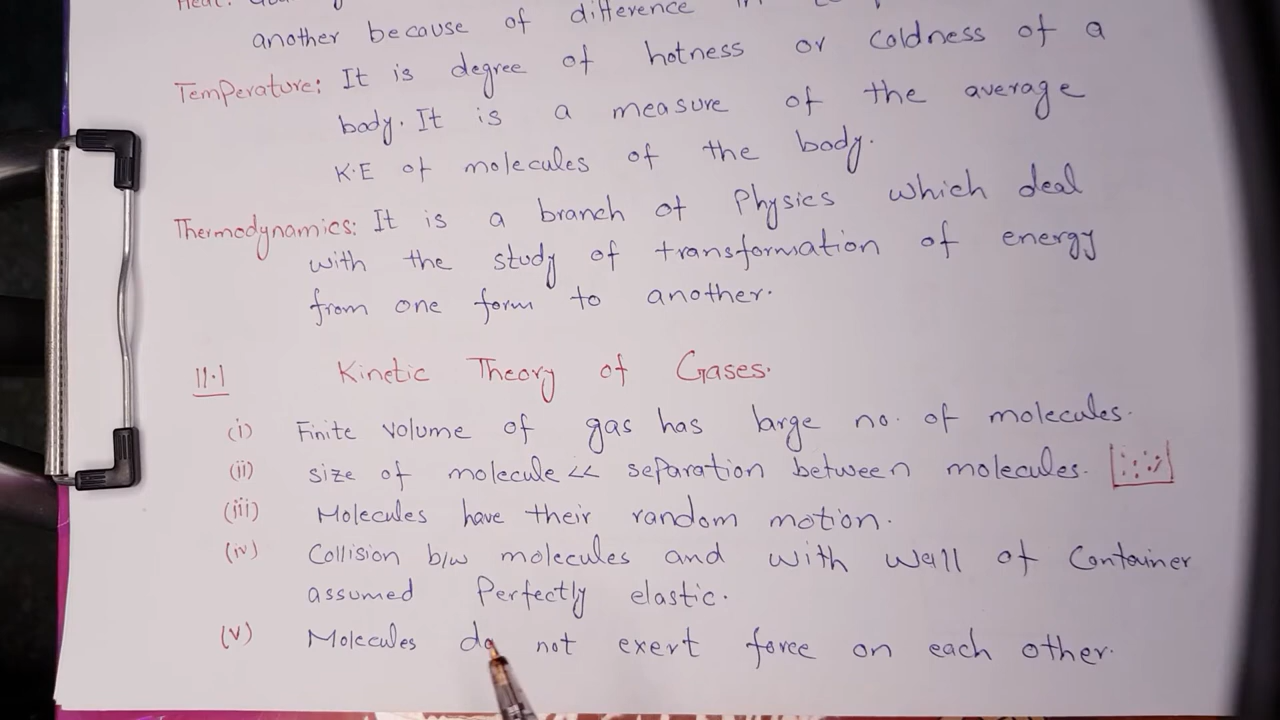 Heat:
another because of difference in
Temperature: It is degree of hotness or coldness of a
body. It is a measure of the average
K.E of molecules of the body.
Thermodynamics: It is a branch of Physics which deal
with the study of transformation of energy
from one form to another.
11.1 Kinetic Theory of Gases.
(i) Finite volume of gas has large no. of molecules.
(ii) size of molecule << separation between molecules.
(iii) Molecules have their random motion.
(iv) Collision b/w molecules and with wall of Container
assumed Perfectly elastic.
(v) Molecules do not exert force on each other.